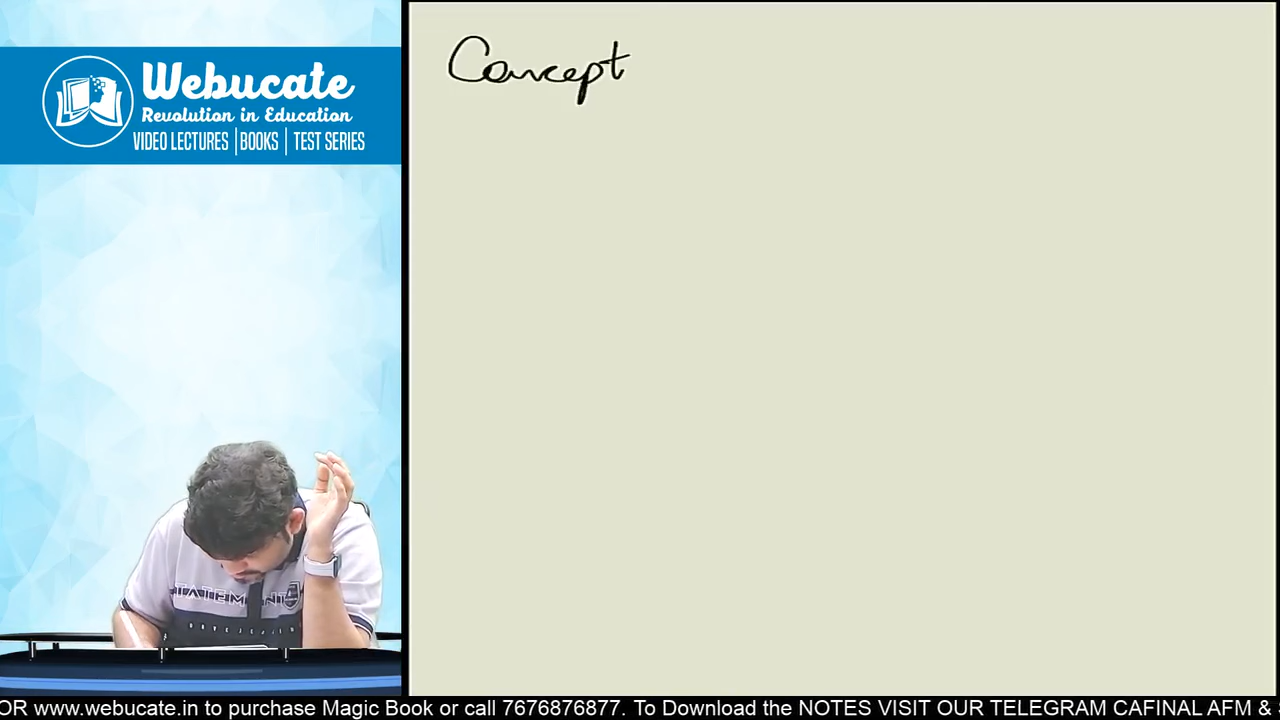 Webucate
Revolution in Education
VIDEO LECTURES | BOOKS | TEST SERIES
Concept
STATEMENT
OR www.webucate.in to purchase Magic Book or call 7676876877. To Download the NOTES VISIT OUR TELEGRAM CAFINAL AFM &